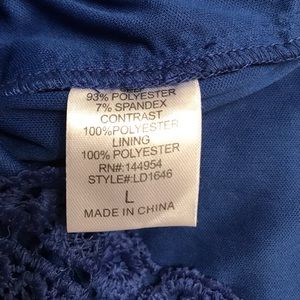 93% POLYESTER
7% SPANDEX
CONTRAST
100%POLYESTER
LINING
100% POLYESTER
RN#:144954
STYLE#:LD1646
L
MADE IN CHINA